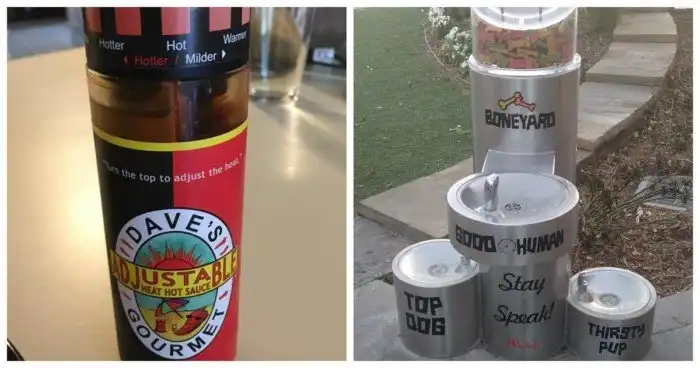 Hotter Hot Warmer
Hotter / Milder
"Turn the top to adjust the heat."
DAVE'S
ADJUSTABLE
HEAT HOT SAUCE
GOURMET
BONEYARD
GOOD HUMAN
Stay
Speak!
TOP
DOG
THIRSTY
PUP